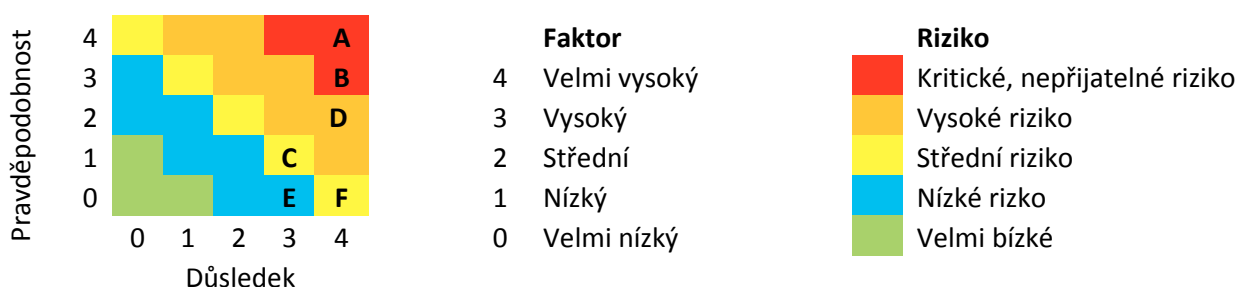 Pravděpodobnost
4 A
3 B
2 D
1 C
0 E F
0 1 2 3 4
Důsledek
Faktor
4 Velmi vysoký
3 Vysoký
2 Střední
1 Nízký
0 Velmi nízký
Riziko
Kritické, nepřijatelné riziko
Vysoké riziko
Střední riziko
Nízké rizko
Velmi bízké